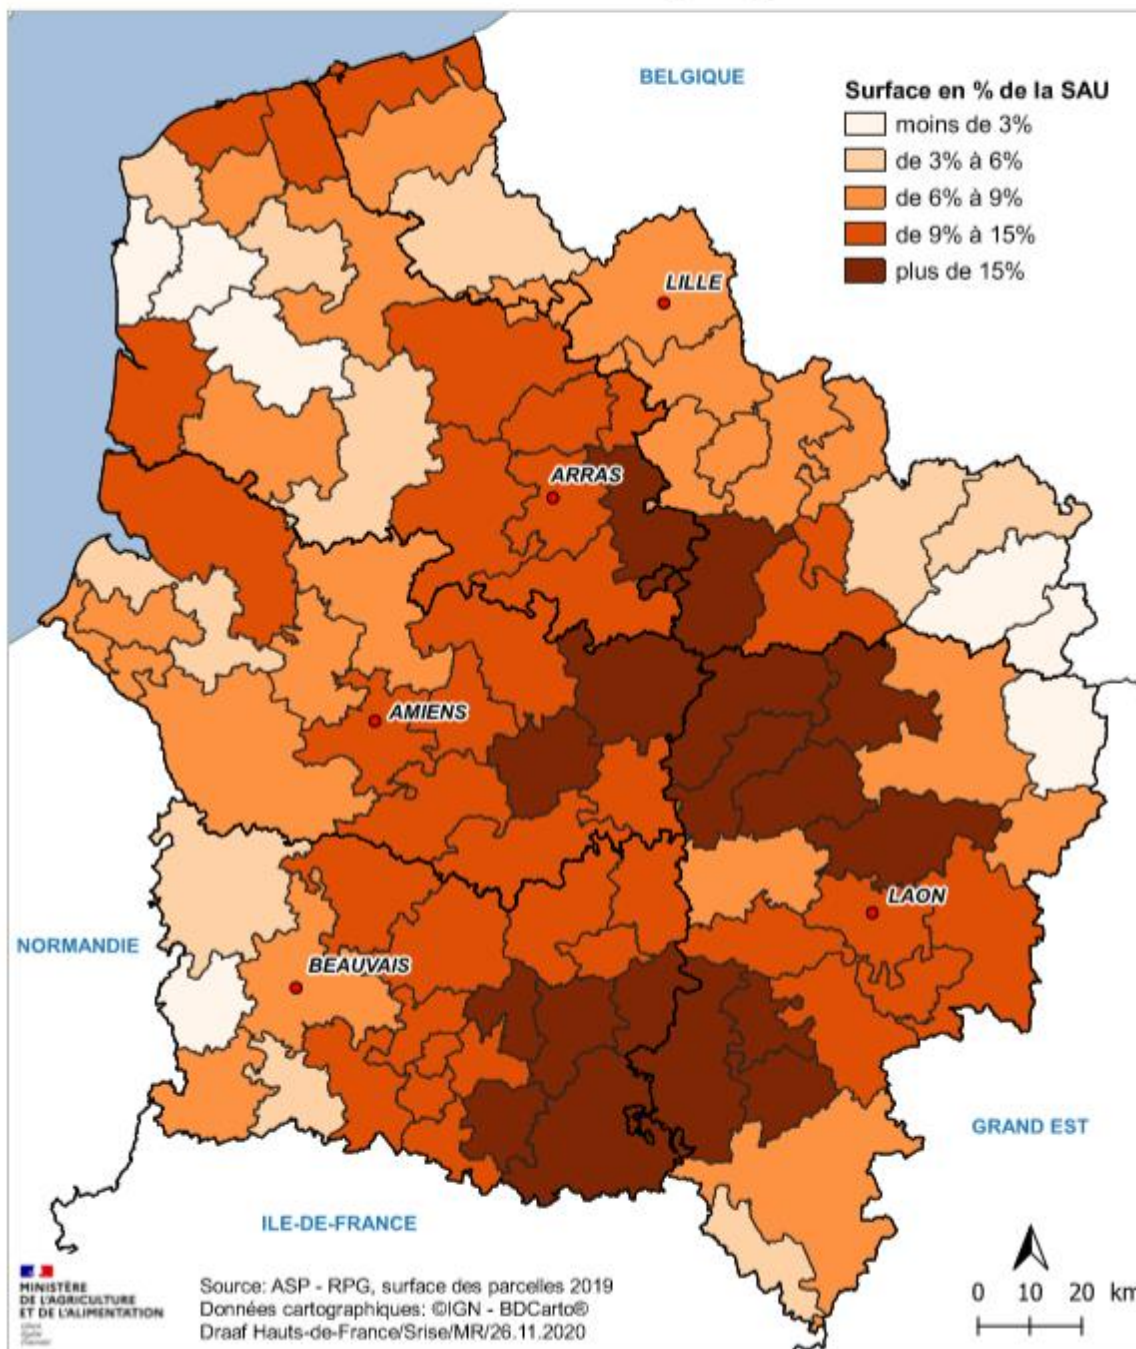 BELGIQUE
Surface en % de la SAU
moins de 3%
de 3% à 6%
de 6% à 9%
de 9% à 15%
plus de 15%
LILLE
ARRAS
AMIENS
LAON
NORMANDIE
BEAUVAIS
GRAND EST
ILE-DE-FRANCE
MINISTÈRE
DE L'AGRICULTURE
ET DE L'ALIMENTATION
Source: ASP - RPG, surface des parcelles 2019
Données cartographiques: ©IGN - BDCarto®
Draaf Hauts-de-France/Srise/MR/26.11.2020
0 10 20 km